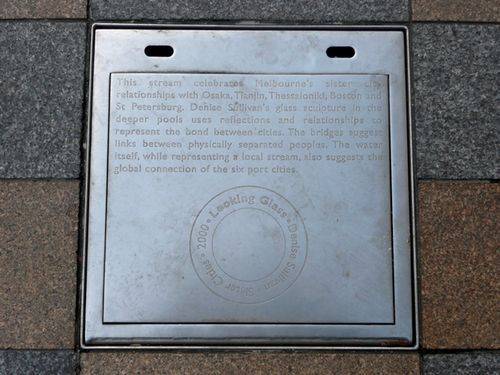 This stream celebrates Melbourne's sister city
relationships with Osaka, Tianjin, Thessaloniki, Boston and
St Petersburg. Denise Sullivan's glass sculpture in the
deeper pools uses reflections and relationships to
represent the bond between cities. The bridges suggest
links between physically separated peoples. The water
itself, while representing a local stream, also suggests the
global connection of the six port cities.
Looking Glass • Denise Sullivan • Sister Cities • 2000 •